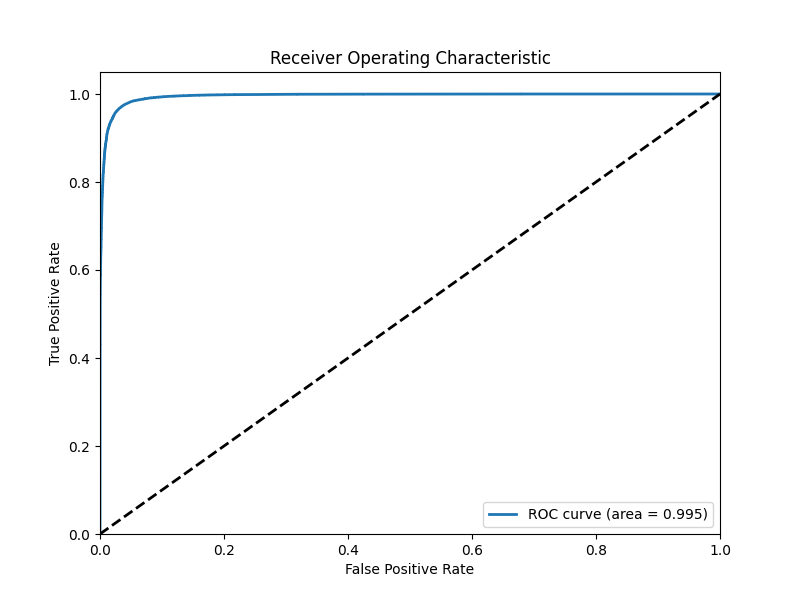 Receiver Operating Characteristic
True Positive Rate
1.0
0.8
0.6
0.4
0.2
0.0
ROC curve (area = 0.995)
0.0 0.2 0.4 0.6 0.8 1.0
False Positive Rate